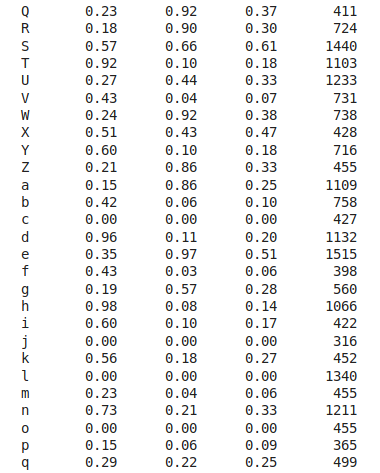 Q 0.23 0.92 0.37 411
R 0.18 0.90 0.30 724
S 0.57 0.66 0.61 1440
T 0.92 0.10 0.18 1103
U 0.27 0.44 0.33 1233
V 0.43 0.04 0.07 731
W 0.24 0.92 0.38 738
X 0.51 0.43 0.47 428
Y 0.60 0.10 0.18 716
Z 0.21 0.86 0.33 455
a 0.15 0.86 0.25 1109
b 0.42 0.06 0.10 758
c 0.00 0.00 0.00 427
d 0.96 0.11 0.20 1132
e 0.35 0.97 0.51 1515
f 0.43 0.03 0.06 398
g 0.19 0.57 0.28 560
h 0.98 0.08 0.14 1066
i 0.60 0.10 0.17 422
j 0.00 0.00 0.00 316
k 0.56 0.18 0.27 452
l 0.00 0.00 0.00 1340
m 0.23 0.04 0.06 455
n 0.73 0.21 0.33 1211
o 0.00 0.00 0.00 455
p 0.15 0.06 0.09 365
q 0.29 0.22 0.25 499